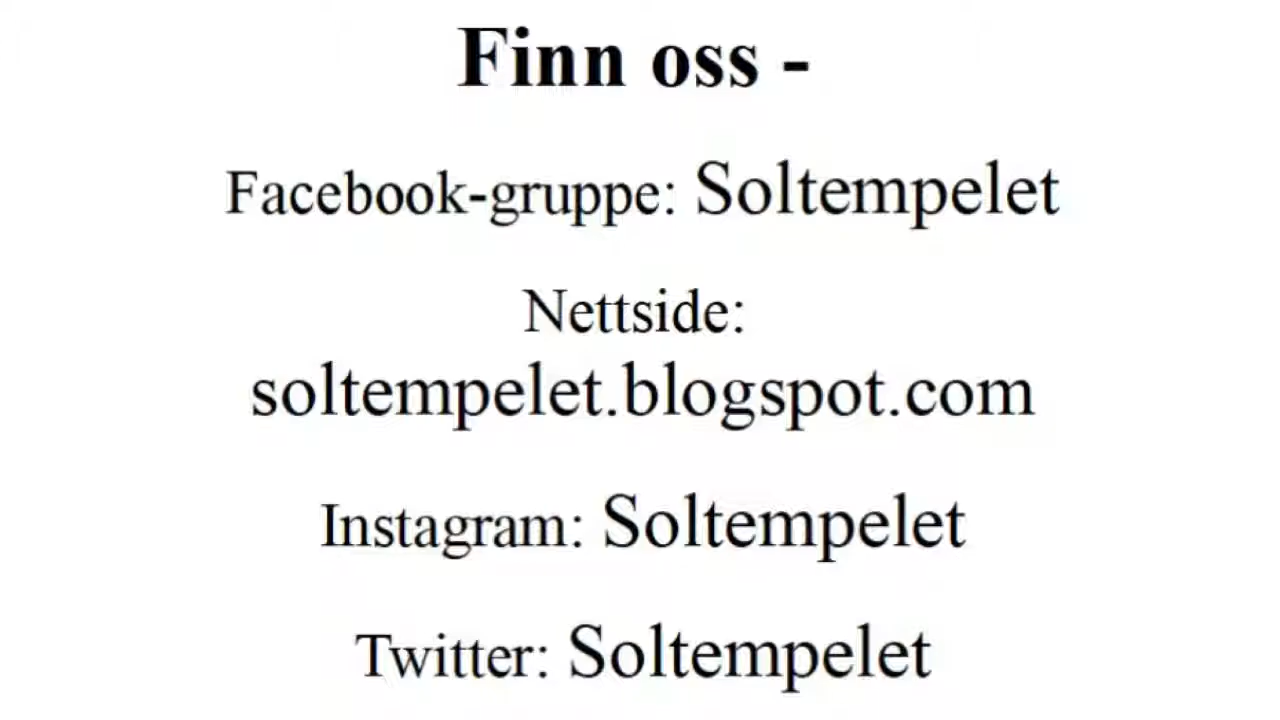 Finn oss -
Facebook-gruppe: Soltempelet
Nettside:
soltempelet.blogspot.com
Instagram: Soltempelet
Twitter: Soltempelet